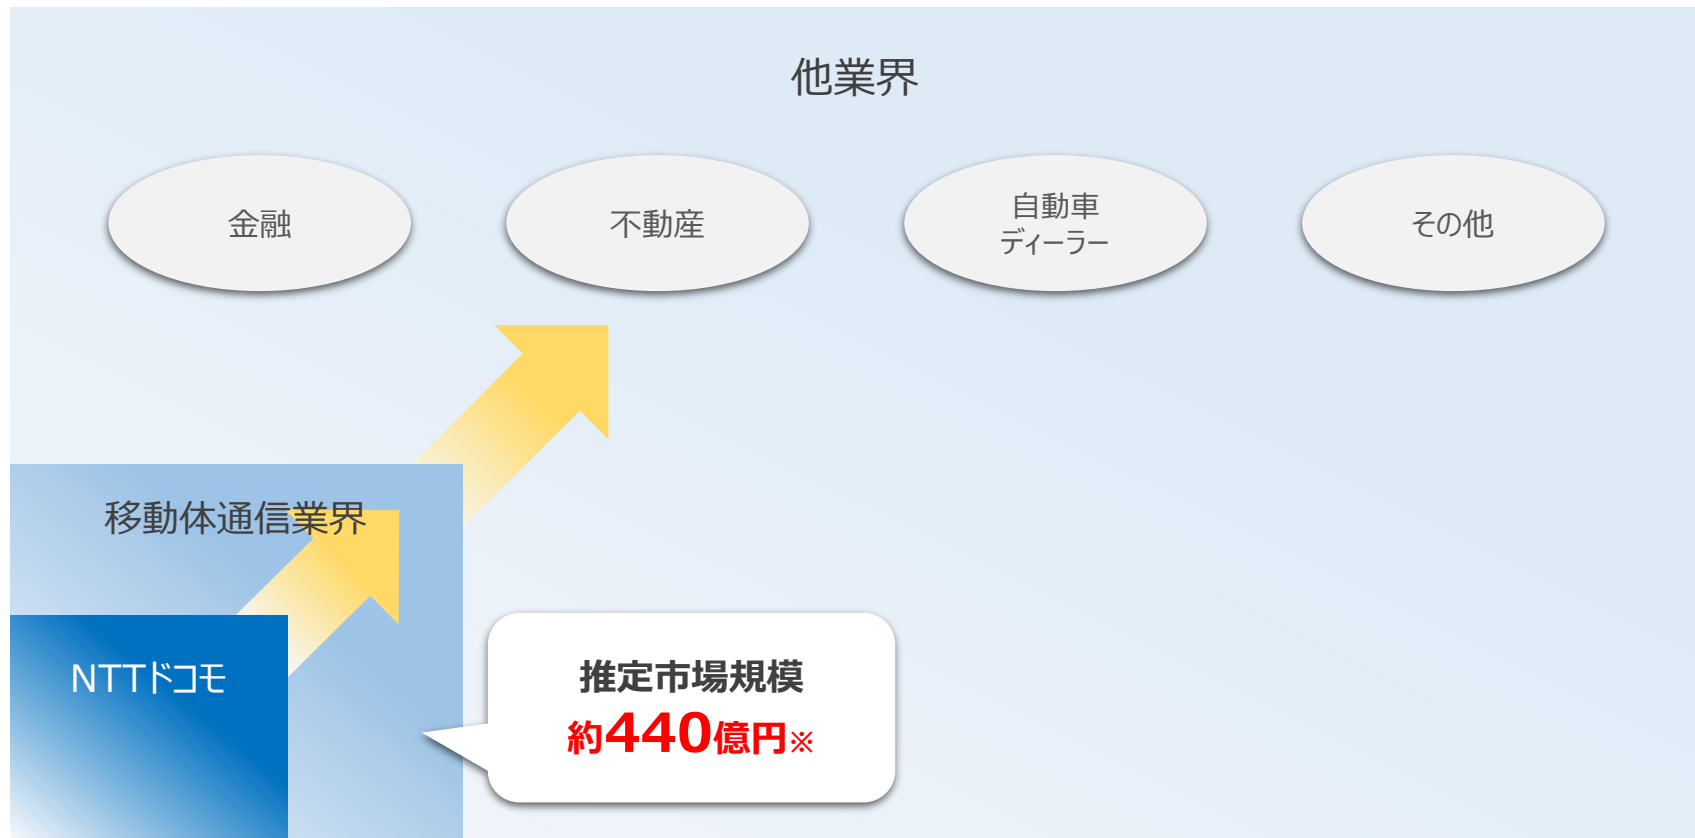 他業界
金融
不動産
自動車
ディーラー
その他
移動体通信業界
NTTドコモ
推定市場規模
約440億円※